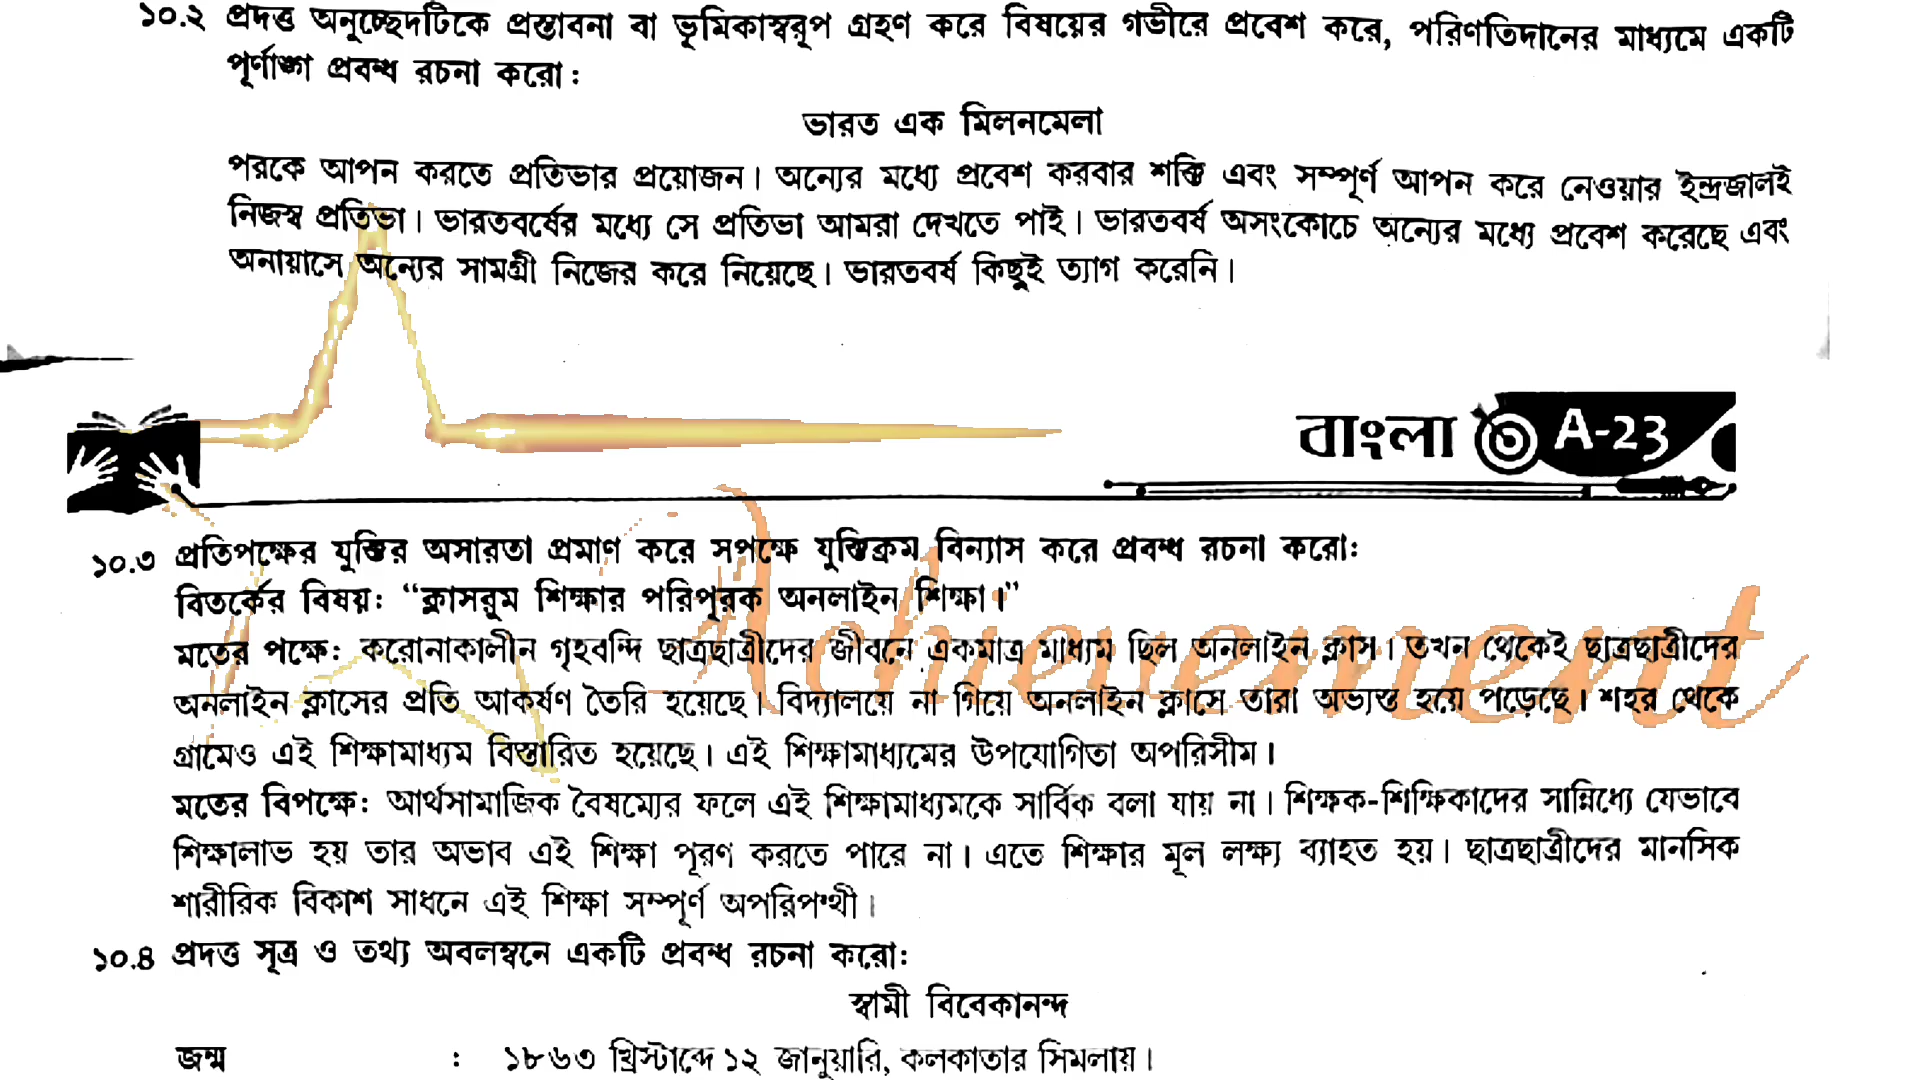 ১০.২ প্রদত্ত অনুচ্ছেদটিকে প্রস্তাবনা বা ভূমিকাস্বরূপ গ্রহণ করে বিষয়ের গভীরে প্রবেশ করে, পরিণতিদানের মাধ্যমে একটি
পূর্ণাঙ্গ প্রবন্ধ রচনা করো:
ভারত এক মিলনমেলা
পরকে আপন করতে প্রতিভার প্রয়োজন। অন্যের মধ্যে প্রবেশ করবার শক্তি এবং সম্পূর্ণ আপন করে নেওয়ার ইন্দ্রজালই
নিজস্ব প্রতিভা। ভারতবর্ষের মধ্যে সে প্রতিভা আমরা দেখতে পাই। ভারতবর্ষ অসংকোচে অন্যের মধ্যে প্রবেশ করেছে এবং
অনায়াসে অন্যের সামগ্রী নিজের করে নিয়েছে। ভারতবর্ষ কিছুই ত্যাগ করেনি।
বাংলা A-23
১০.৩ প্রতিপক্ষের যুক্তির অসারতা প্রমাণ করে সপক্ষে যুক্তিক্রম বিন্যাস করে প্রবন্ধ রচনা করো:
বিতর্কের বিষয়: “ক্লাসরুম শিক্ষার পরিপূরক অনলাইন শিক্ষা।”
মতের পক্ষে: করোনাকালীন গৃহবন্দি ছাত্রছাত্রীদের জীবনে একমাত্র মাধ্যম ছিল অনলাইন ক্লাস। তখন থেকেই ছাত্রছাত্রীদের
অনলাইন ক্লাসের প্রতি আকর্ষণ তৈরি হয়েছে। বিদ্যালয়ে না গিয়ে অনলাইন ক্লাসে তারা অভ্যস্ত হয়ে পড়েছে। শহর থেকে
গ্রামেও এই শিক্ষামাধ্যম বিস্তারিত হয়েছে। এই শিক্ষামাধ্যমের উপযোগিতা অপরিসীম।
মতের বিপক্ষে: আর্থসামাজিক বৈষম্যের ফলে এই শিক্ষামাধ্যমকে সার্বিক বলা যায় না। শিক্ষক-শিক্ষিকাদের সান্নিধ্যে যেভাবে
শিক্ষালাভ হয় তার অভাব এই শিক্ষা পূরণ করতে পারে না। এতে শিক্ষার মূল লক্ষ্য ব্যাহত হয়। ছাত্রছাত্রীদের মানসিক
শারীরিক বিকাশ সাধনে এই শিক্ষা সম্পূর্ণ অপরিপন্থী।
Achievement
১০.৪ প্রদত্ত সূত্র ও তথ্য অবলম্বনে একটি প্রবন্ধ রচনা করো:
স্বামী বিবেকানন্দ
জন্ম : ১৮৬৩ খ্রিস্টাব্দে ১২ জানুয়ারি, কলকাতার সিমলায়।